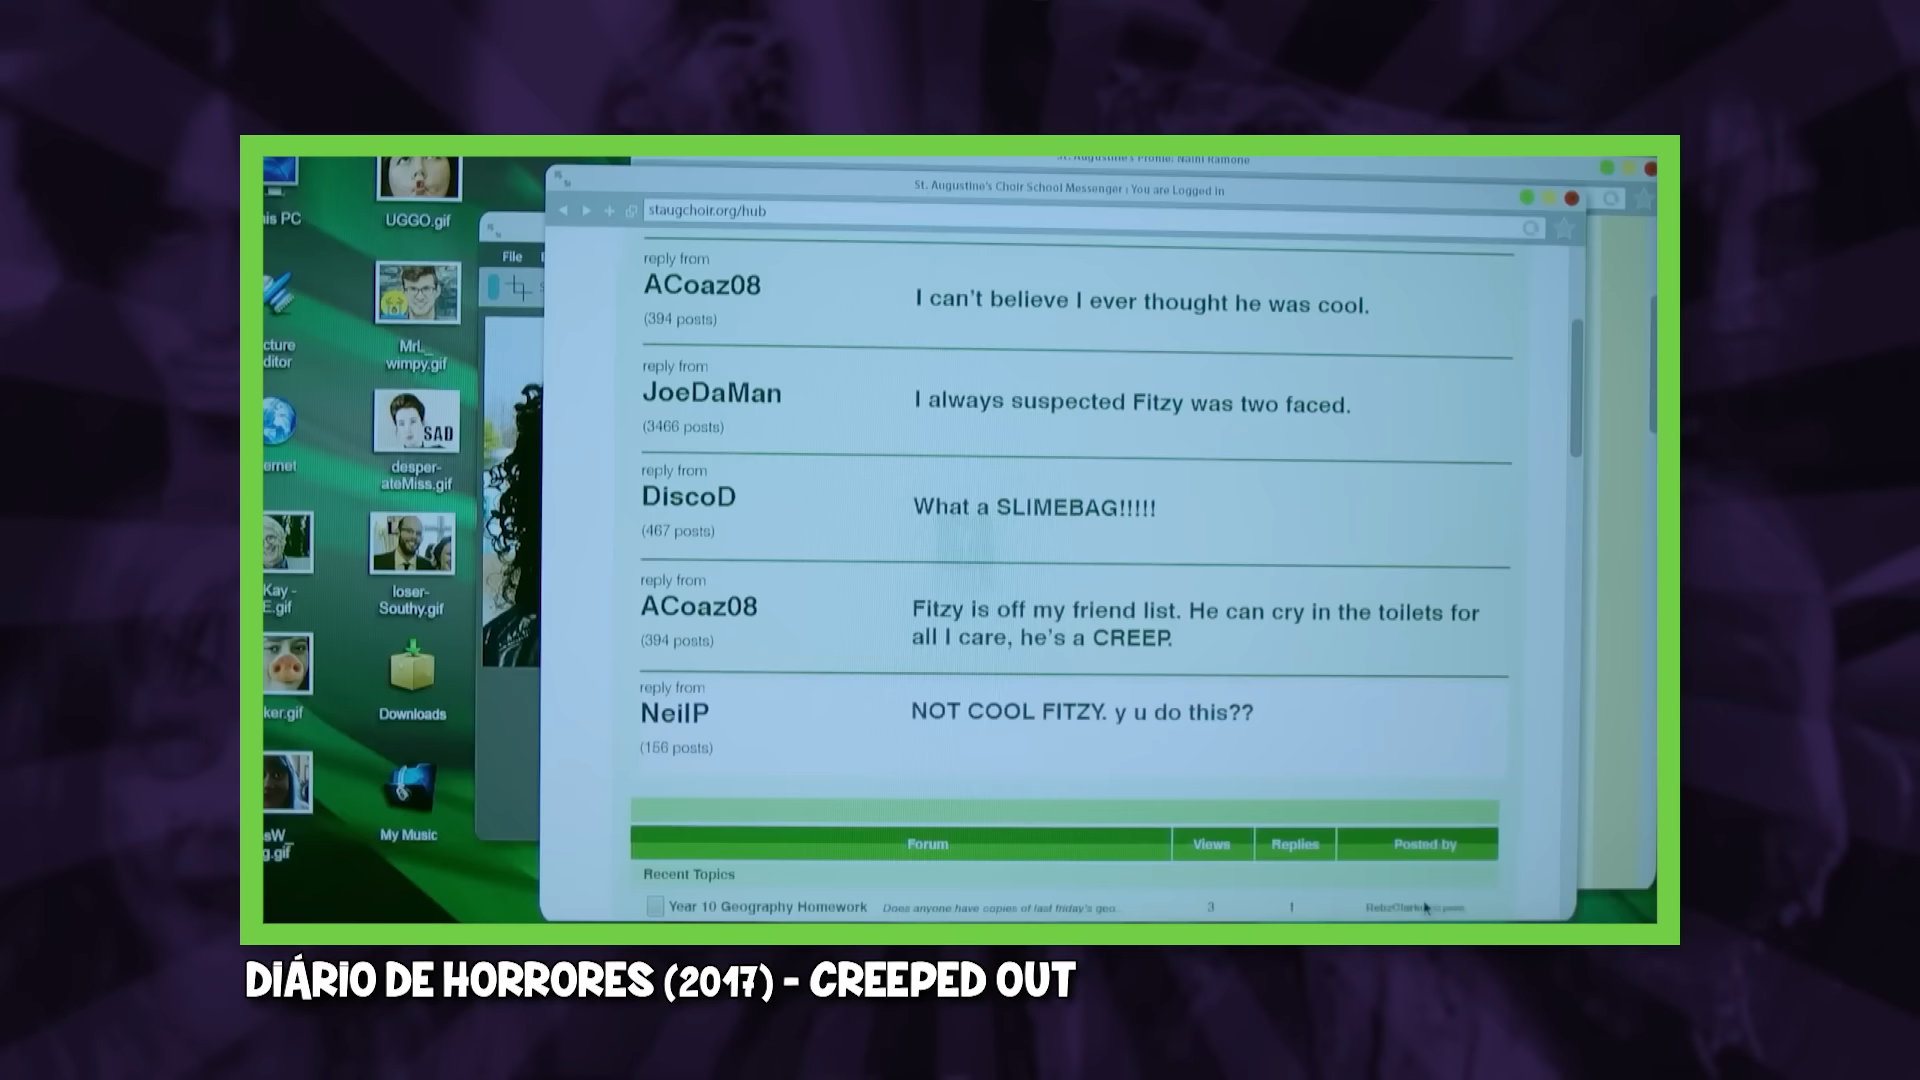 St. Augustine's Profile: Naini Ramone
St. Augustine's Choir School Messenger : You are Logged in
staugchoir.org/hub
is PC
UGGO.gif
File
cture
ditor
MrL_
wimpy.gif
ernet
SAD
desper-
ateMiss.gif
Kay -
E.gif
loser-
Southy.gif
ker.gif
Downloads
sW_
g.gif
My Music
reply from
ACoaz08
(394 posts)
I can't believe I ever thought he was cool.
reply from
JoeDaMan
(3466 posts)
I always suspected Fitzy was two faced.
reply from
DiscoD
(467 posts)
What a SLIMEBAG!!!!!
reply from
ACoaz08
(394 posts)
Fitzy is off my friend list. He can cry in the toilets for
all I care, he's a CREEP.
reply from
NeilP
(156 posts)
NOT COOL FITZY. y u do this??
Forum Views Replies Posted by
Recent Topics
Year 10 Geography Homework Does anyone have copies of last friday's geo... 3 1
DIÁRIO DE HORRORES (2017) - CREEPED OUT